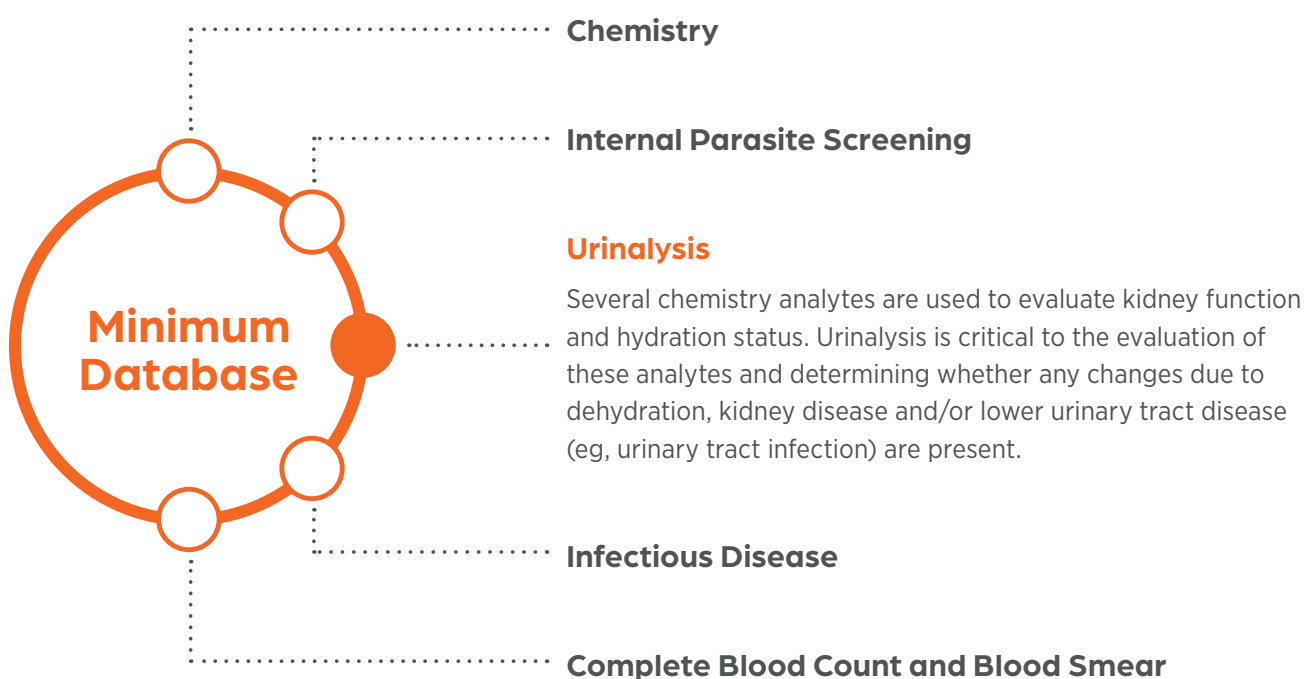 Chemistry
Internal Parasite Screening
Urinalysis
Several chemistry analytes are used to evaluate kidney function
and hydration status. Urinalysis is critical to the evaluation of
these analytes and determining whether any changes due to
dehydration, kidney disease and/or lower urinary tract disease
(eg, urinary tract infection) are present.
Minimum
Database
Infectious Disease
Complete Blood Count and Blood Smear